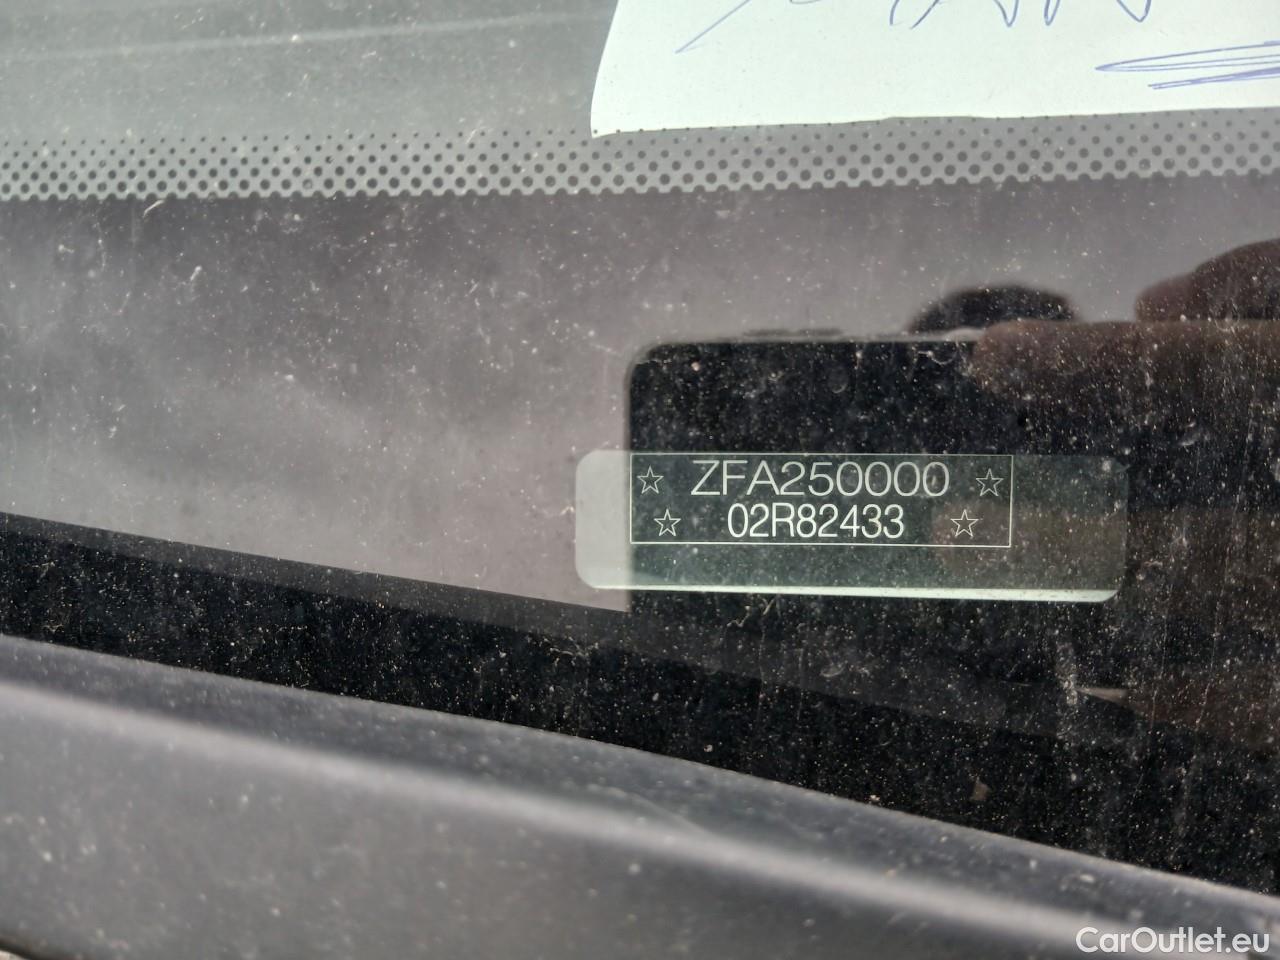 ☆ ZFA250000 ☆
☆ 02R82433 ☆
CarOutlet.eu